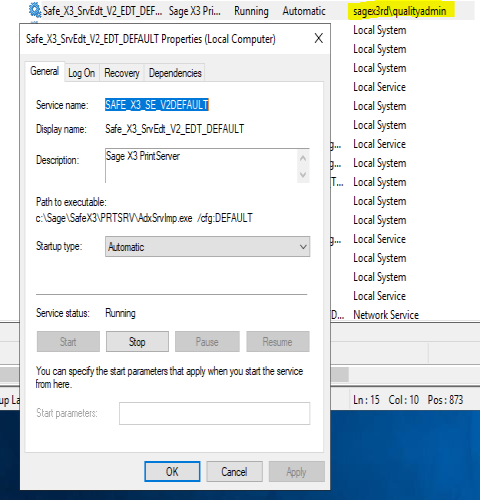 Safe_X3_SrvEdt_V2_EDT_DEF... Sage X3 Pri... Running Automatic sagex3rd\qualityadmin
Local System
Safe_X3_SrvEdt_V2_EDT_DEFAULT Properties (Local Computer) X
Local System
General Log On Recovery Dependencies
Local System
Local Service
Service name: SAFE_X3_SE_V2DEFAULT
Local System
Display name: Safe_X3_SrvEdt_V2_EDT_DEFAULT
Local System
g... Local Service
Description: Sage X3 PrintServer
g... Local System
T... Local System
Path to executable:
Local System
c:\Sage\SafeX3\PRTSRV\AdxSrvImp.exe /cfg:DEFAULT
Local System
Startup type: Automatic
g... Local Service
Local System
Local System
Local Service
Service status: Running
D... Network Service
Start Stop Pause Resume
You can specify the start parameters that apply when you start the service
from here.
up La
Ln : 15 Col : 10 Pos : 873
Start parameters:
OK Cancel Apply